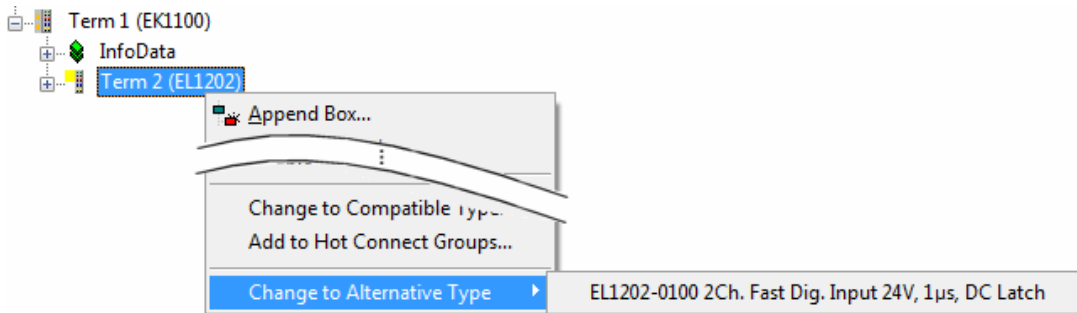 Term 1 (EK1100)
InfoData
Term 2 (EL1202)
Append Box...
Change to Compatible
Add to Hot Connect Groups...
Change to Alternative Type
EL1202-0100 2Ch. Fast Dig. Input 24V, 1µs, DC Latch